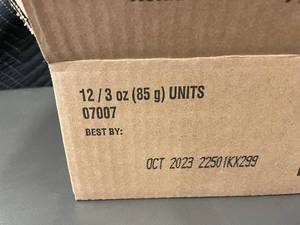 12 / 3 oz (85 g) UNITS
07007
BEST BY:
OCT 2023 22501KX299